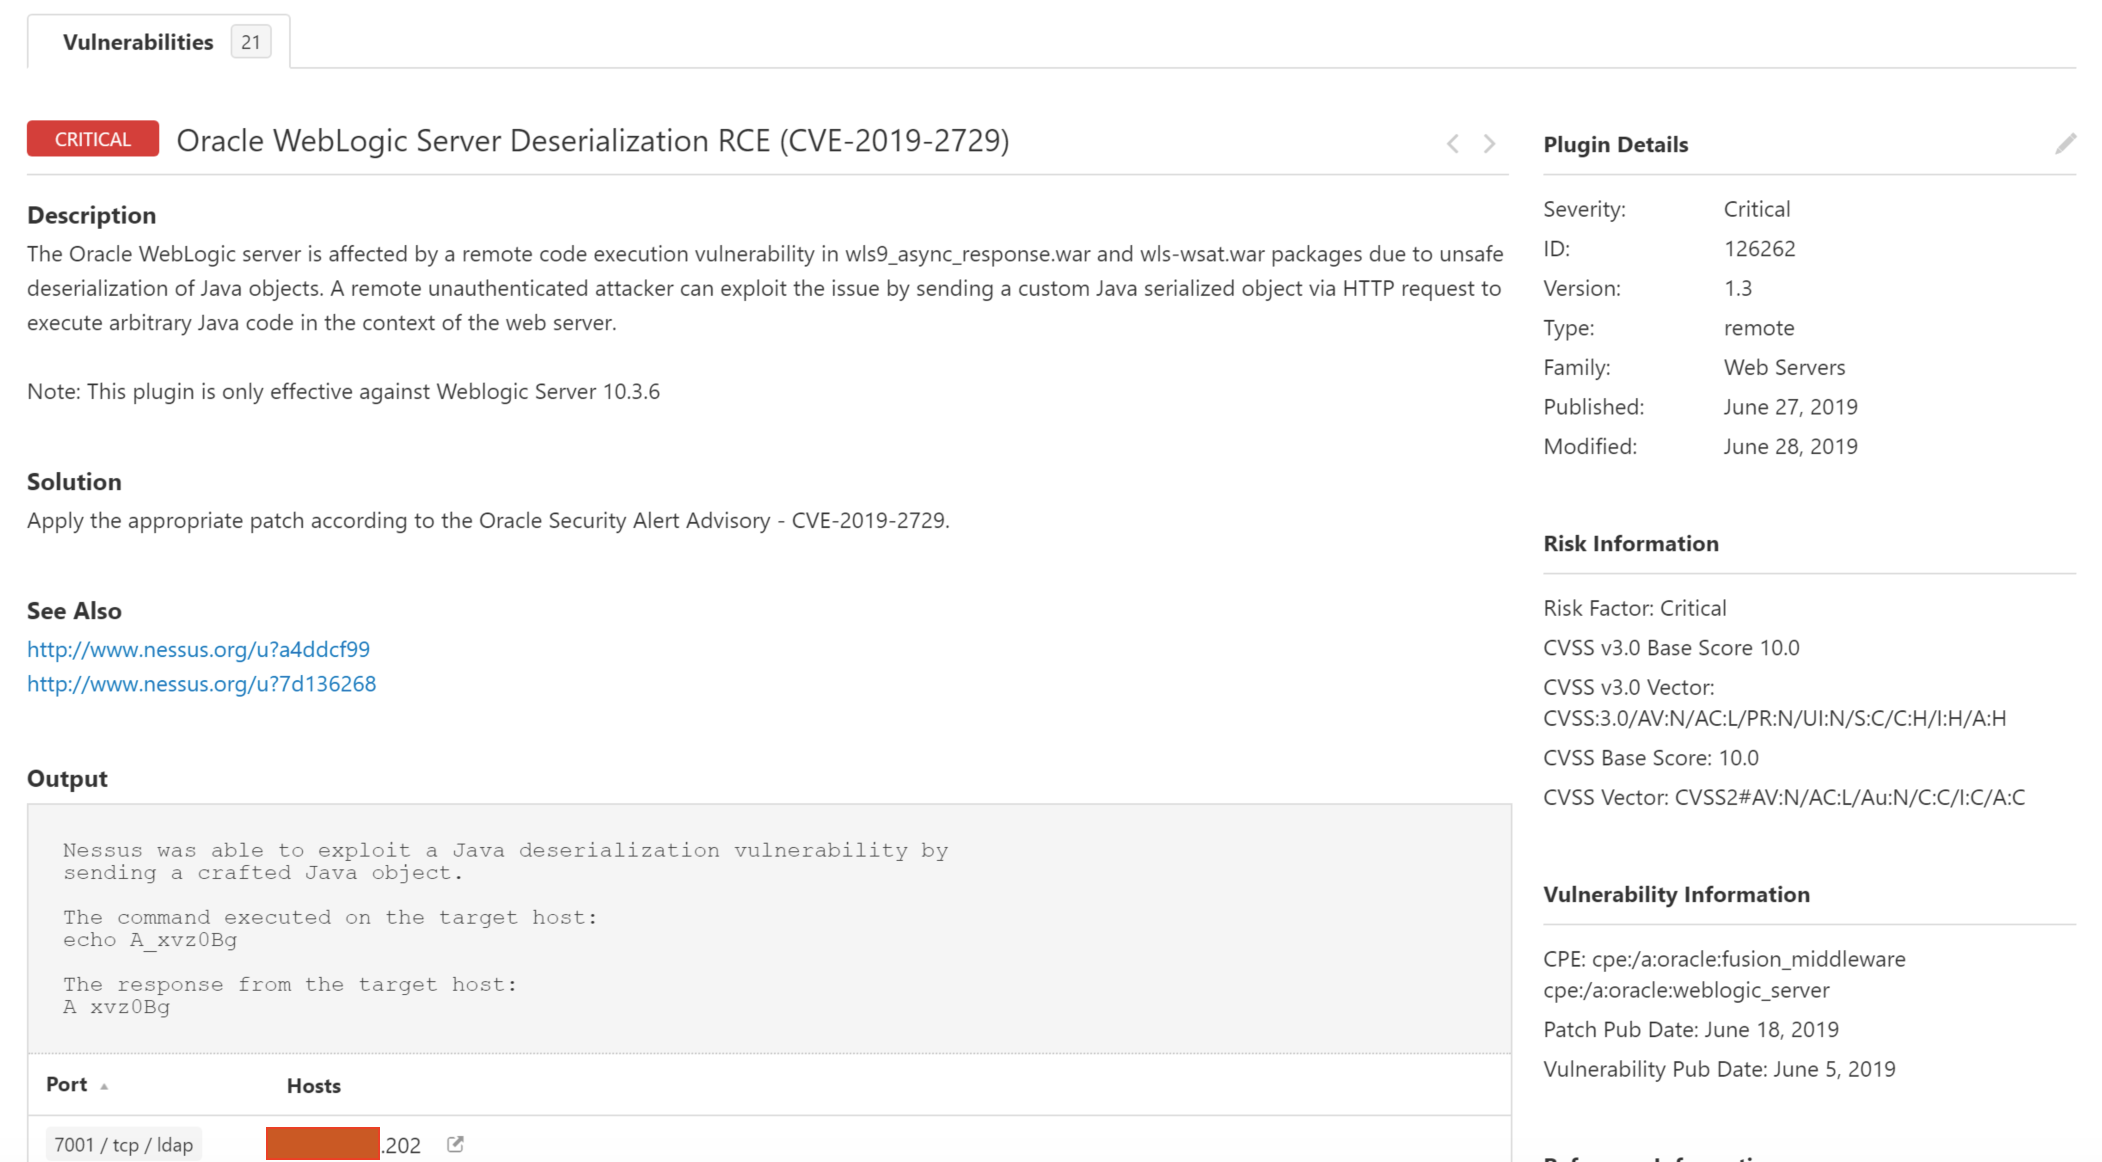 Vulnerabilities 21
CRITICAL Oracle WebLogic Server Deserialization RCE (CVE-2019-2729)
Description
The Oracle WebLogic server is affected by a remote code execution vulnerability in wls9_async_response.war and wls-wsat.war packages due to unsafe
deserialization of Java objects. A remote unauthenticated attacker can exploit the issue by sending a custom Java serialized object via HTTP request to
execute arbitrary Java code in the context of the web server.
Note: This plugin is only effective against Weblogic Server 10.3.6
Solution
Apply the appropriate patch according to the Oracle Security Alert Advisory - CVE-2019-2729.
See Also
http://www.nessus.org/u?a4ddcf99
http://www.nessus.org/u?7d136268
Output
Nessus was able to exploit a Java deserialization vulnerability by
sending a crafted Java object.
The command executed on the target host:
echo A_xvz0Bg
The response from the target host:
A xvz0Bg
Port Hosts
7001 / tcp / ldap .202
Plugin Details
Severity: Critical
ID: 126262
Version: 1.3
Type: remote
Family: Web Servers
Published: June 27, 2019
Modified: June 28, 2019
Risk Information
Risk Factor: Critical
CVSS v3.0 Base Score 10.0
CVSS v3.0 Vector:
CVSS:3.0/AV:N/AC:L/PR:N/UI:N/S:C/C:H/I:H/A:H
CVSS Base Score: 10.0
CVSS Vector: CVSS2#AV:N/AC:L/Au:N/C:C/I:C/A:C
Vulnerability Information
CPE: cpe:/a:oracle:fusion_middleware
cpe:/a:oracle:weblogic_server
Patch Pub Date: June 18, 2019
Vulnerability Pub Date: June 5, 2019